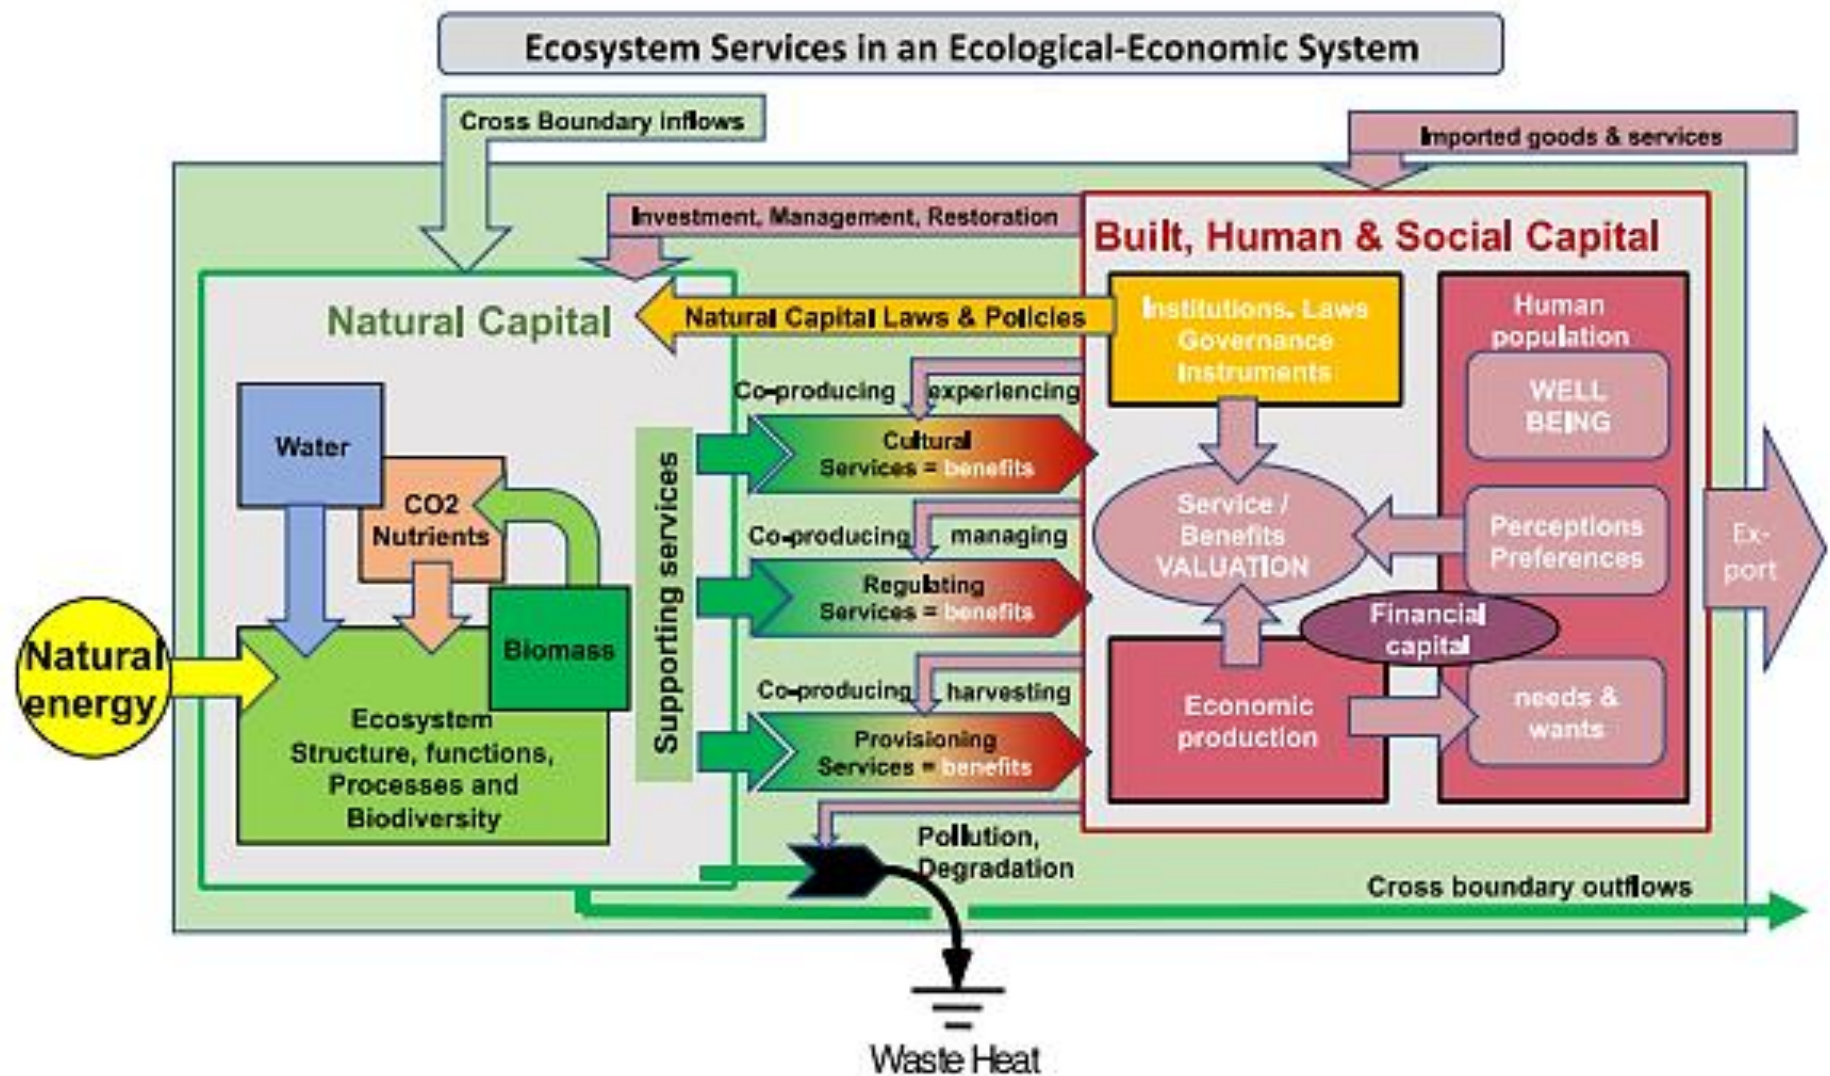 Ecosystem Services in an Ecological-Economic System
Cross Boundary inflows
Imported goods & services
Investment, Management, Restoration
Built, Human & Social Capital
Natural Capital
Natural Capital Laws & Policies
Institutions. Laws
Governance
Instruments
Human
population
WELL
BEING
Water
CO2
Nutrients
Biomass
Natural
energy
Ecosystem
Structure, functions,
Processes and
Biodiversity
Supporting services
Co-producing experiencing
Cultural
Services = benefits
Co-producing managing
Regulating
Services = benefits
Co-producing harvesting
Provisioning
Services = benefits
Service /
Benefits
VALUATION
Perceptions
Preferences
Financial
capital
Economic
production
needs &
wants
Ex-
port
Pollution,
Degradation
Cross boundary outflows
Waste Heat